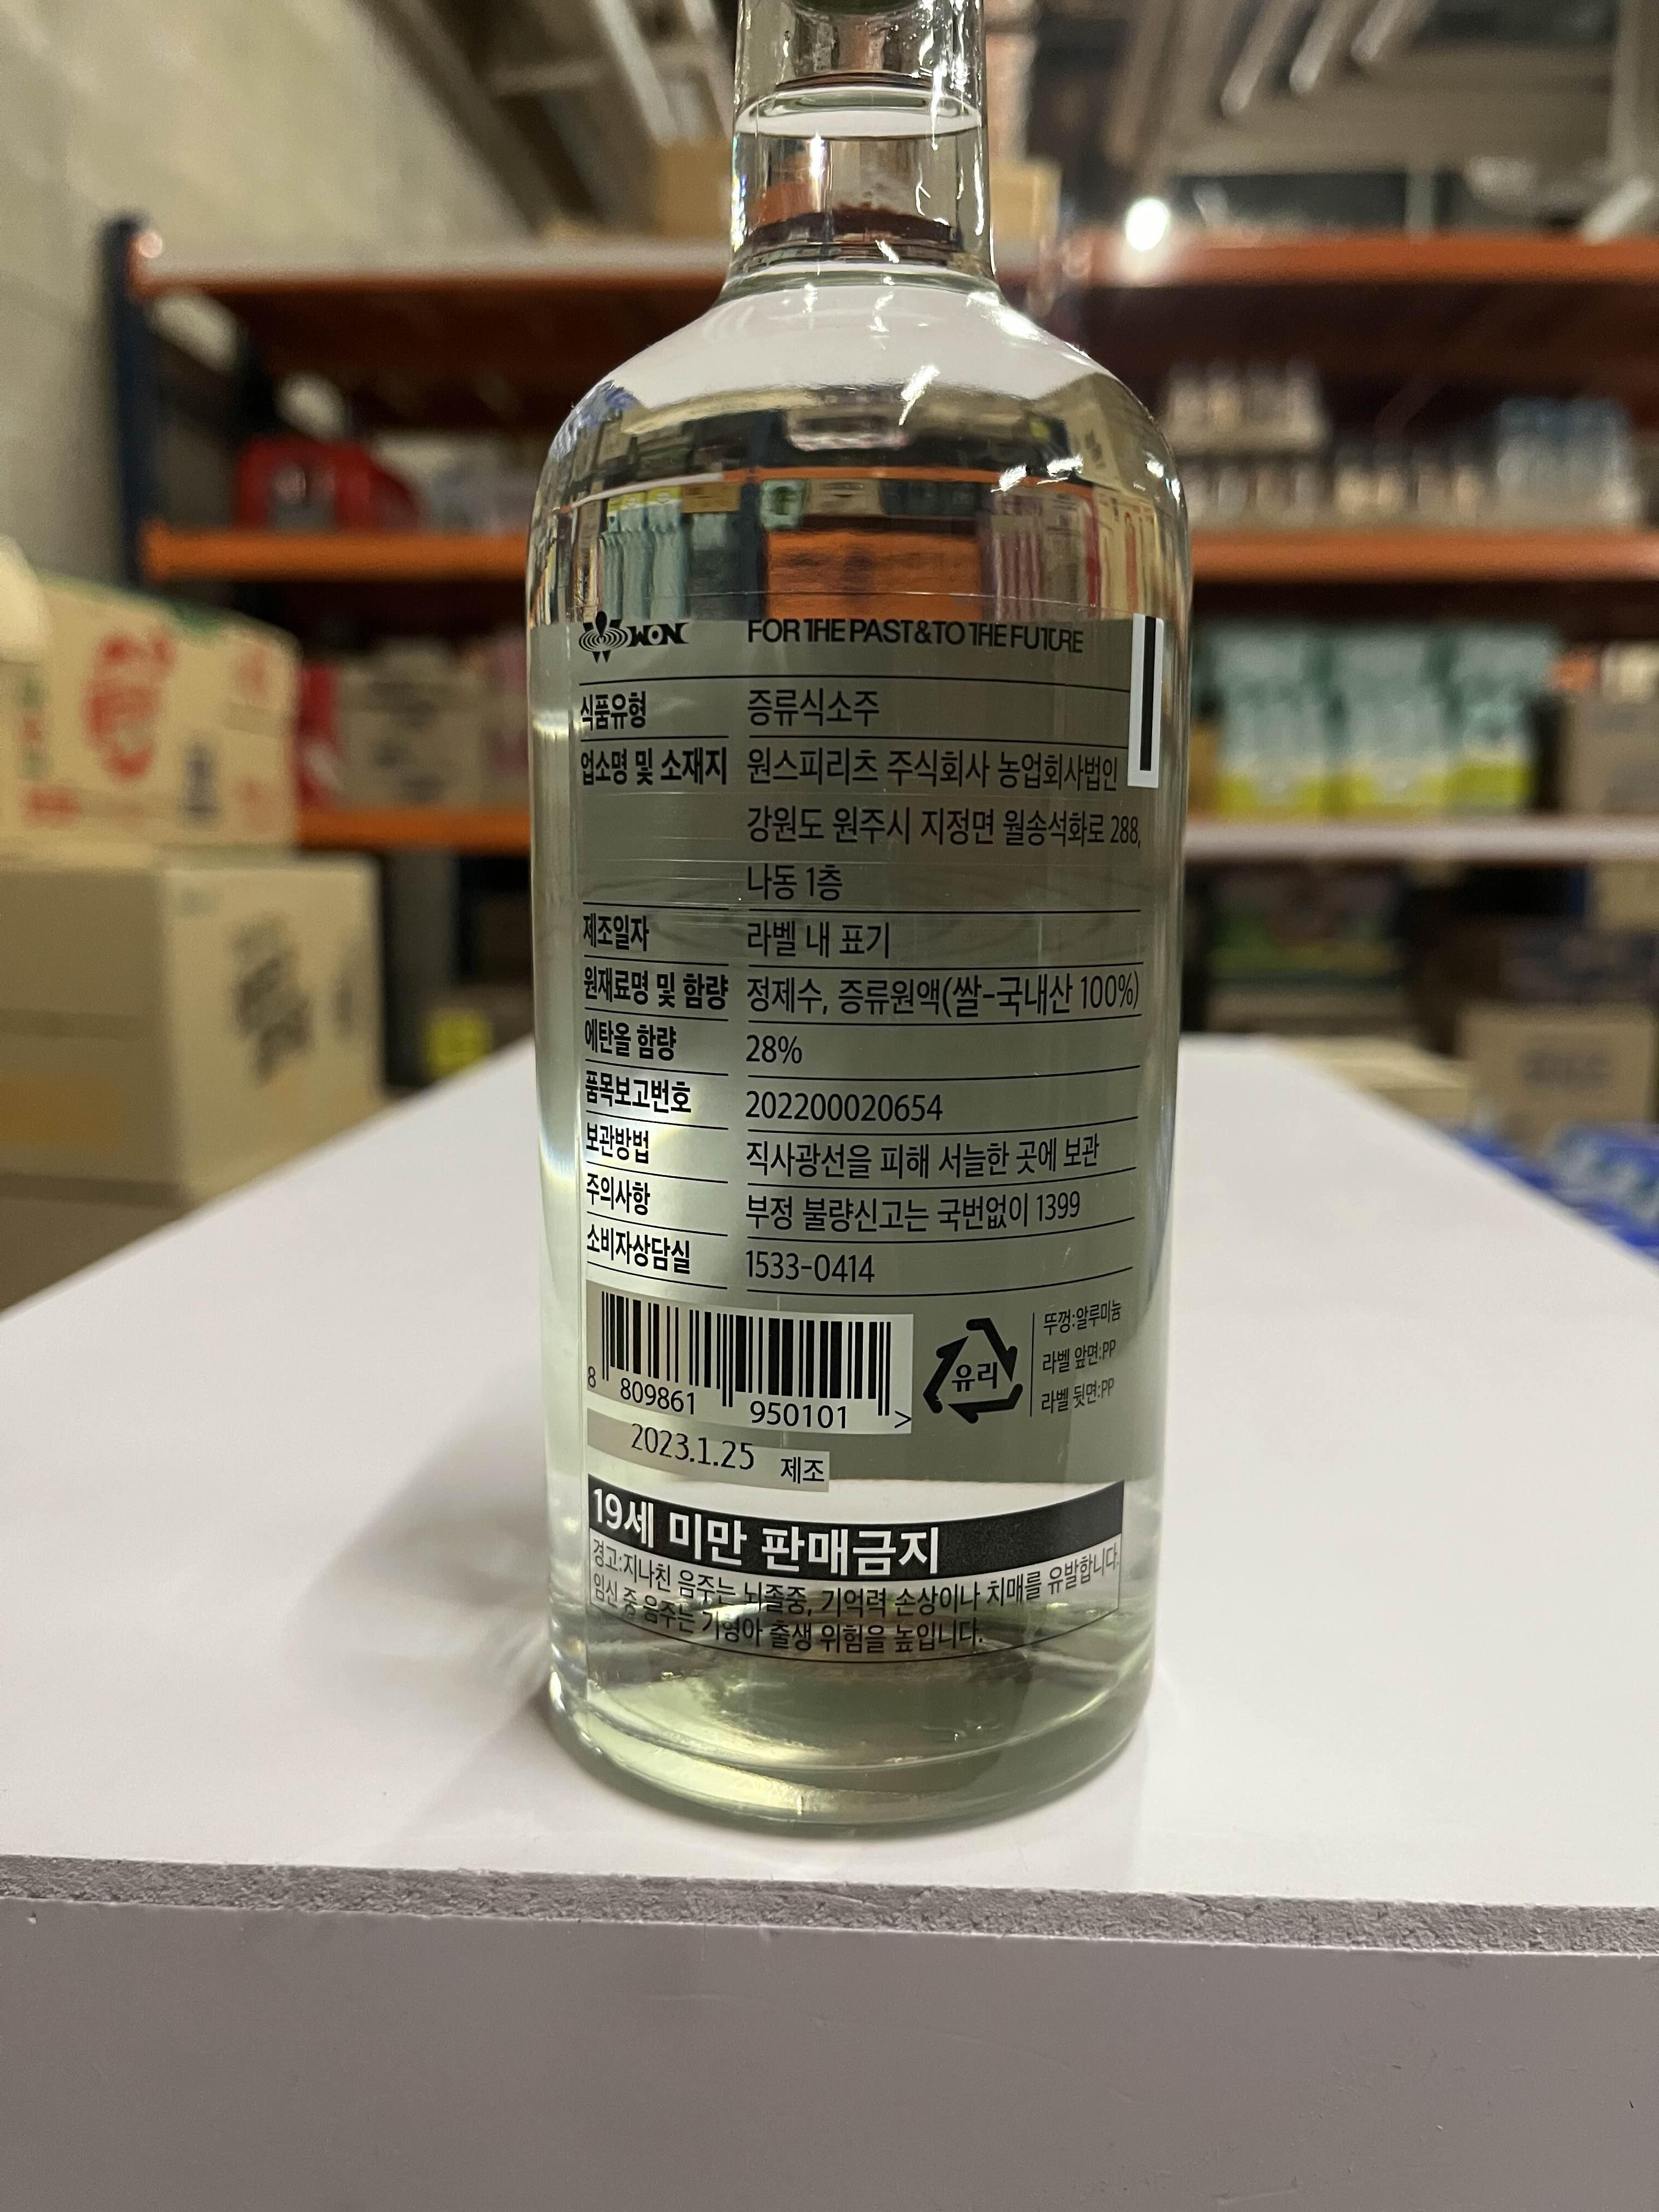 WON FOR THE PAST & TO THE FUTURE
식품유형 증류식소주
업소명 및 소재지 원스피리츠 주식회사 농업회사법인
강원도 원주시 지정면 월송석화로 288,
나동 1층
제조일자 라벨 내 표기
원재료명 및 함량 정제수, 증류원액(쌀-국내산 100%)
에탄올 함량 28%
품목보고번호 202200020654
보관방법 직사광선을 피해 서늘한 곳에 보관
주의사항 부정 불량신고는 국번없이 1399
소비자상담실 1533-0414
뚜껑:알루미늄
라벨 앞면:PP
라벨 뒷면:PP
유리
8 809861 950101 >
2023.1.25 제조
19세 미만 판매금지
경고:지나친 음주는 뇌졸중, 기억력 손상이나 치매를 유발합니다.
임신 중 음주는 기형아 출생 위험을 높입니다.